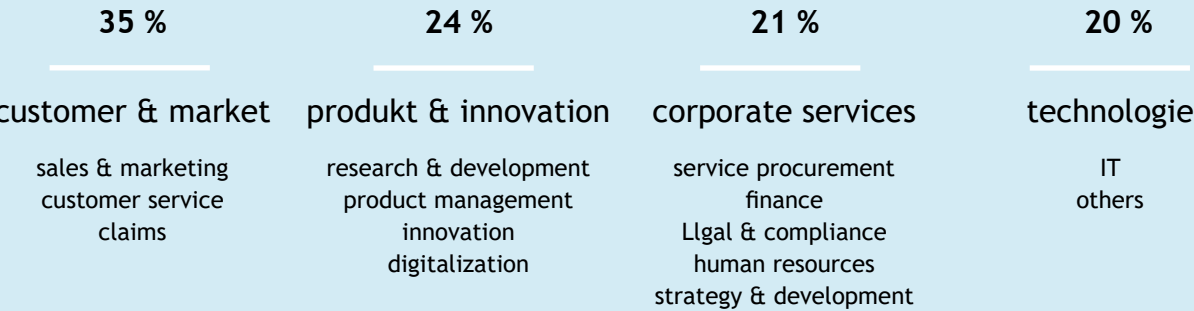 35 %
24 %
21 %
20 %
customer & market
produkt & innovation
corporate services
technologie
sales & marketing
customer service
claims
research & development
product management
innovation
digitalization
service procurement
finance
Llgal & compliance
human resources
strategy & development
IT
others